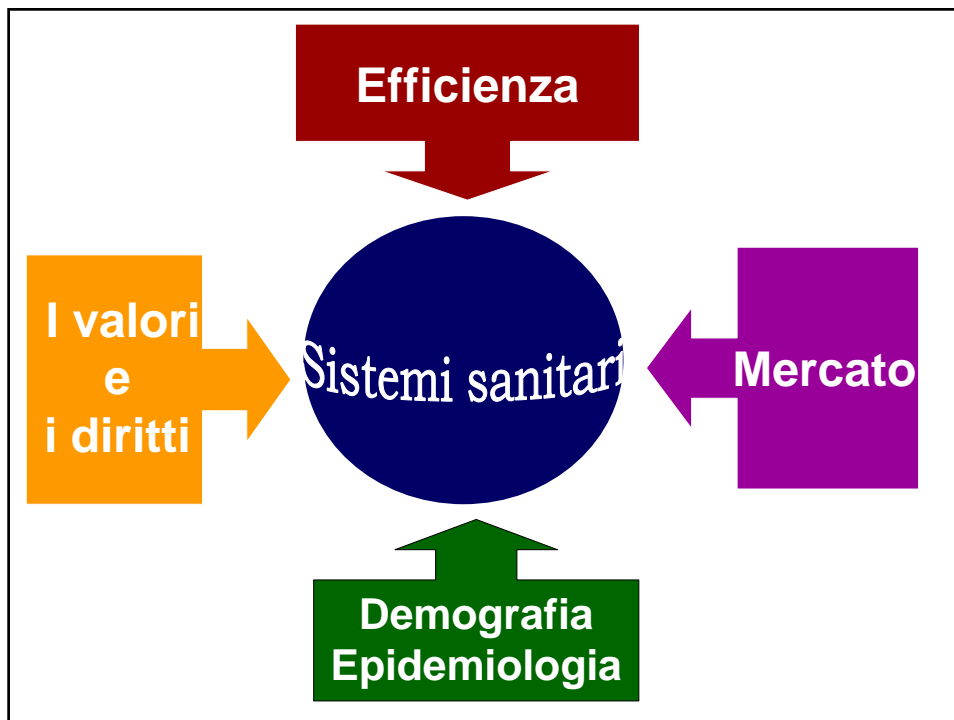 Efficienza
I valori
e
i diritti
Sistemi sanitari
Mercato
Demografia
Epidemiologia